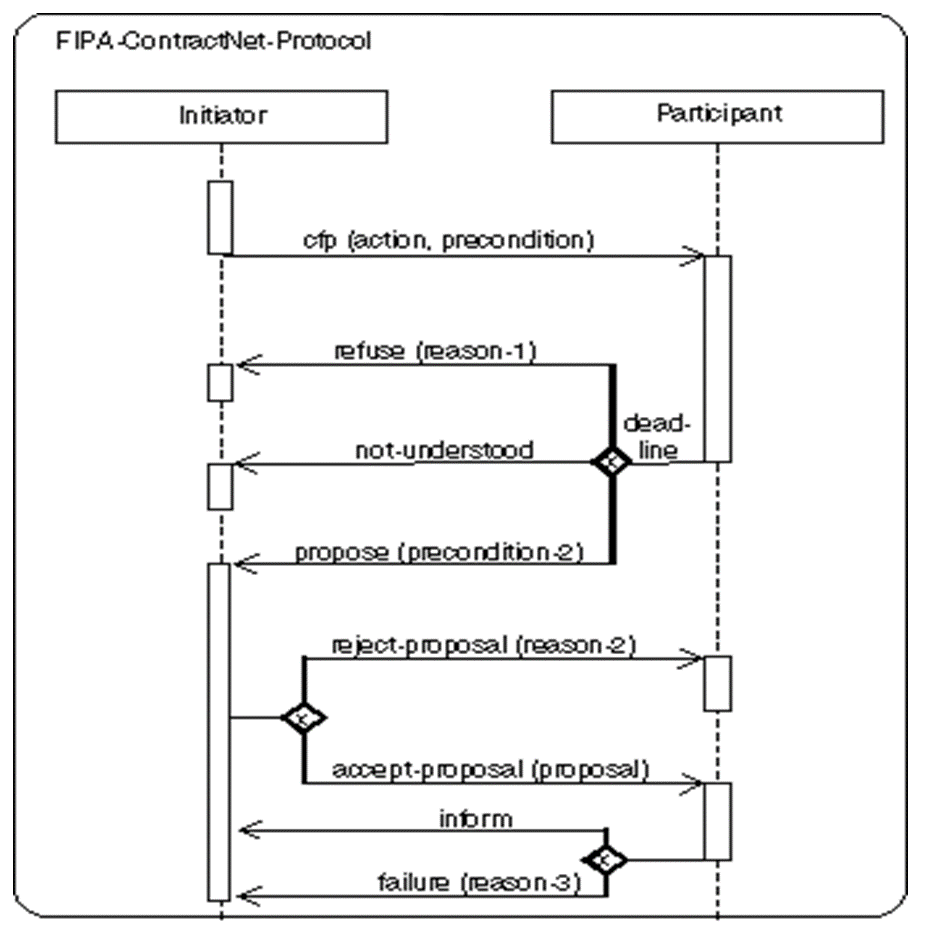 FIPA-ContractNet-Protocol
Initiator
Participant
cfp (action, precondition)
refuse (reason-1)
dead-
line
not-understood
x
propose (precondition-2)
reject-proposal (reason-2)
x
accept-proposal (proposal)
inform
x
failure (reason-3)